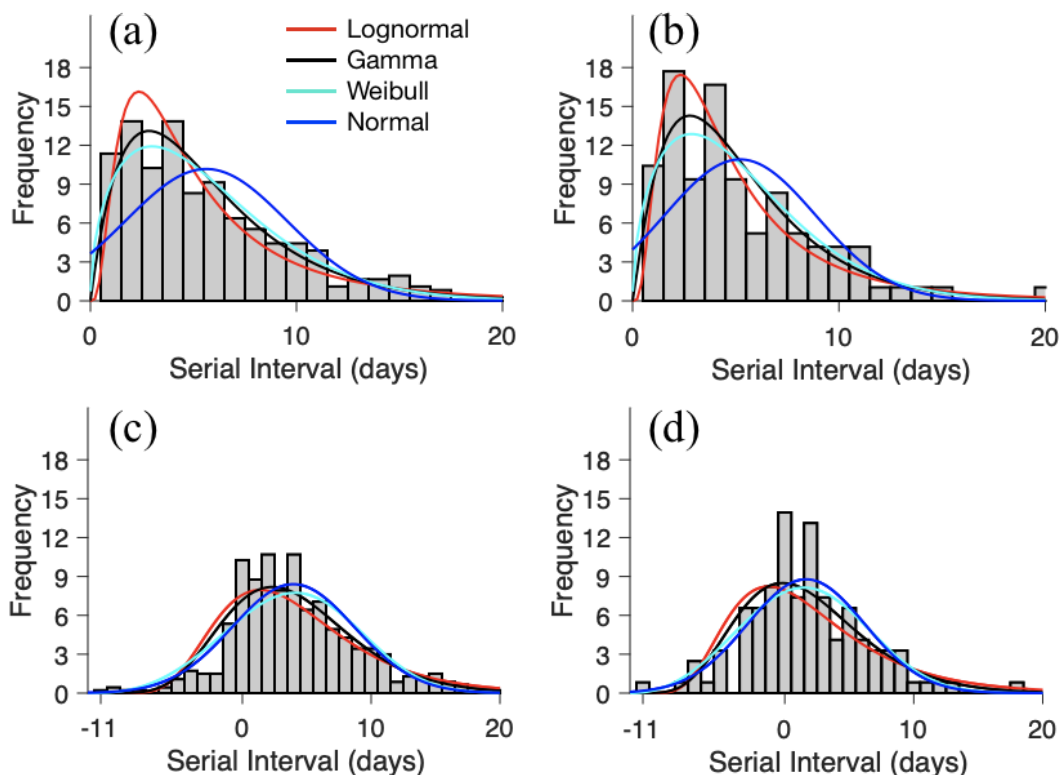 (a)
Lognormal
Gamma
Weibull
Normal
Frequency
18
15
12
9
6
3
0
0 10 20
Serial Interval (days)
(b)
Frequency
18
15
12
9
6
3
0
0 10 20
Serial Interval (days)
(c)
Frequency
18
15
12
9
6
3
0
-11 0 10 20
Serial Interval (days)
(d)
Frequency
18
15
12
9
6
3
0
-11 0 10 20
Serial Interval (days)